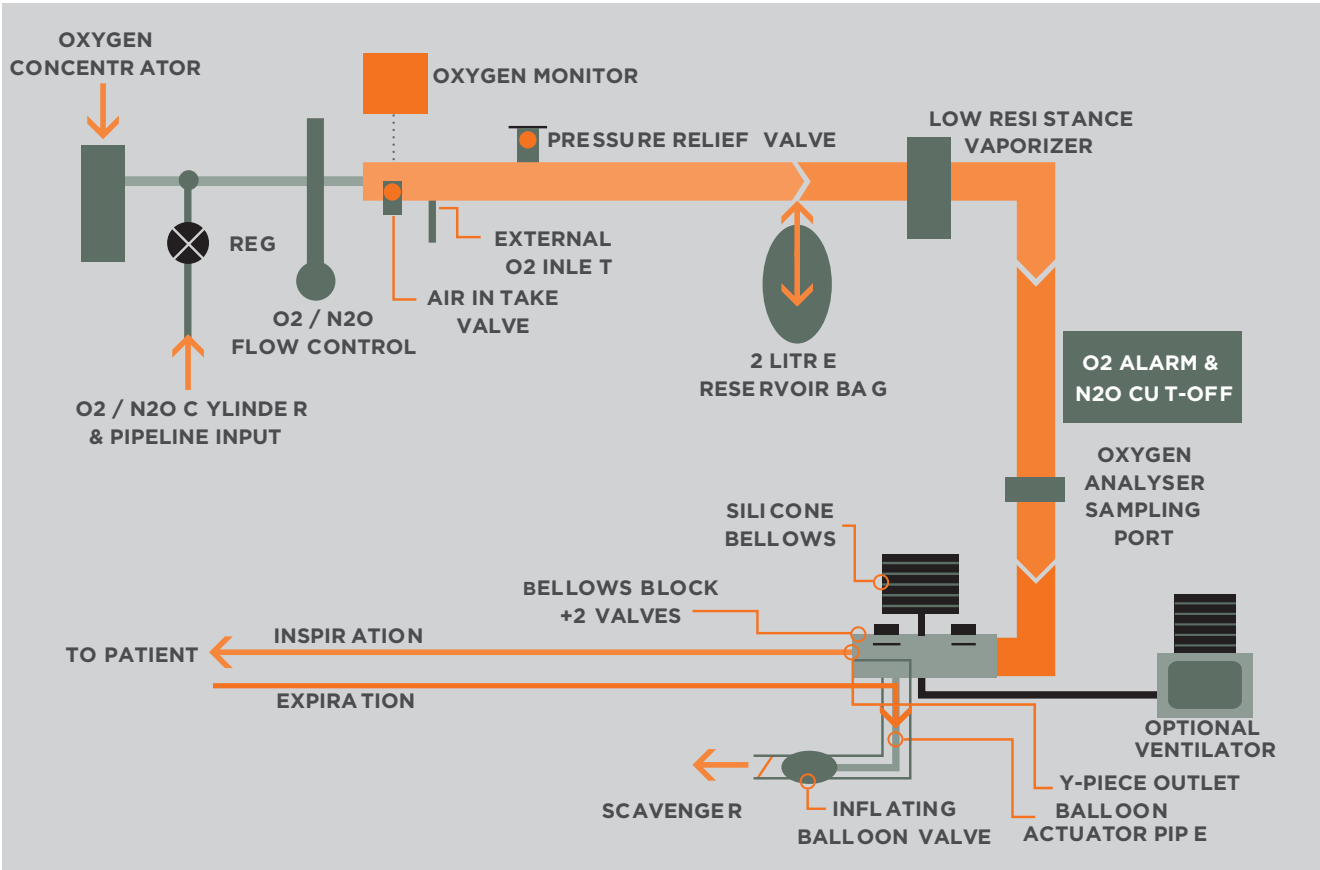 OXYGEN
CONCENTR ATOR
OXYGEN MONITOR
PRESSURE RELIEF VALVE
LOW RESI STANCE
VAPORIZER
REG
EXTERNAL
O2 INLE T
AIR IN TAKE
VALVE
O2 / N2O
FLOW CONTROL
2 LITR E
RESE RVOIR BA G
O2 ALARM &
N2O CU T-OFF
O2 / N2O C YLINDE R
& PIPELINE INPUT
OXYGEN
ANALYSER
SAMPLING
PORT
SILI CONE
BELLOWS
BELLOWS BLOCK
+2 VALVES
INSPIR ATION
TO PATIENT
EXPIRA TION
OPTIONAL
VENTILATOR
SCAVENGE R
INFL ATING
BALLOON VALVE
Y-PIECE OUTLET
BALLOON
ACTUATOR PIP E